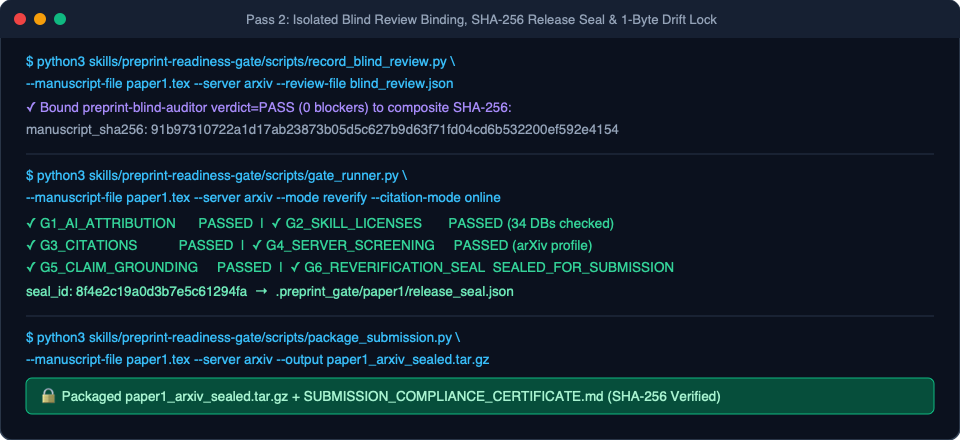 Pass 2: Isolated Blind Review Binding, SHA-256 Release Seal & 1-Byte Drift Lock
$ python3 skills/preprint-readiness-gate/scripts/record_blind_review.py \
--manuscript-file paper1.tex --server arxiv --review-file blind_review.json
✓ Bound preprint-blind-auditor verdict=PASS (0 blockers) to composite SHA-256:
manuscript_sha256: 91b97310722a1d17ab23873b05d5c627b9d63f71fd04cd6b532200ef592e4154
$ python3 skills/preprint-readiness-gate/scripts/gate_runner.py \
--manuscript-file paper1.tex --server arxiv --mode reverify --citation-mode online
✓ G1_AI_ATTRIBUTION PASSED | ✓ G2_SKILL_LICENSES PASSED (34 DBs checked)
✓ G3_CITATIONS PASSED | ✓ G4_SERVER_SCREENING PASSED (arXiv profile)
✓ G5_CLAIM_GROUNDING PASSED | ✓ G6_REVERIFICATION_SEAL SEALED_FOR_SUBMISSION
seal_id: 8f4e2c19a0d3b7e5c61294fa → .preprint_gate/paper1/release_seal.json
$ python3 skills/preprint-readiness-gate/scripts/package_submission.py \
--manuscript-file paper1.tex --server arxiv --output paper1_arxiv_sealed.tar.gz
🔒 Packaged paper1_arxiv_sealed.tar.gz + SUBMISSION_COMPLIANCE_CERTIFICATE.md (SHA-256 Verified)